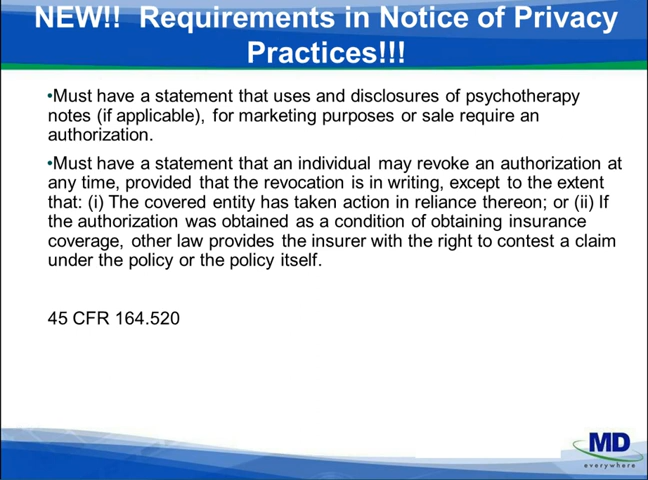 NEW!!  Requirements in Notice of Privacy
Practices!!!
•Must have a statement that uses and disclosures of psychotherapy
notes (if applicable), for marketing purposes or sale require an
authorization.
•Must have a statement that an individual may revoke an authorization at
any time, provided that the revocation is in writing, except to the extent
that: (i) The covered entity has taken action in reliance thereon; or (ii) If
the authorization was obtained as a condition of obtaining insurance
coverage, other law provides the insurer with the right to contest a claim
under the policy or the policy itself.
45 CFR 164.520
MD
everywhere